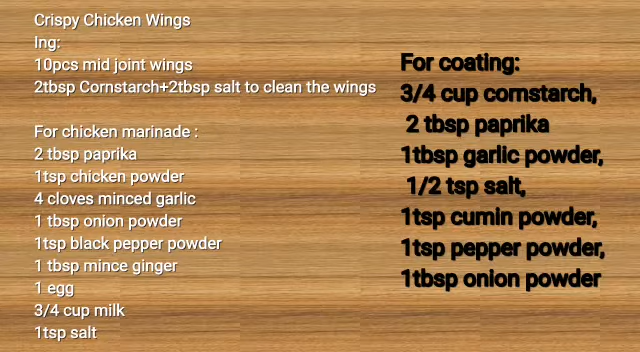 Crispy Chicken Wings
Ing:
10pcs mid joint wings
2tbsp Cornstarch+2tbsp salt to clean the wings
For chicken marinade :
2 tbsp paprika
1tsp chicken powder
4 cloves minced garlic
1 tbsp onion powder
1tsp black pepper powder
1 tbsp mince ginger
1 egg
3/4 cup milk
1tsp salt
For coating:
3/4 cup cornstarch,
2 tbsp paprika
1tbsp garlic powder,
1/2 tsp salt,
1tsp cumin powder,
1tsp pepper powder,
1tbsp onion powder